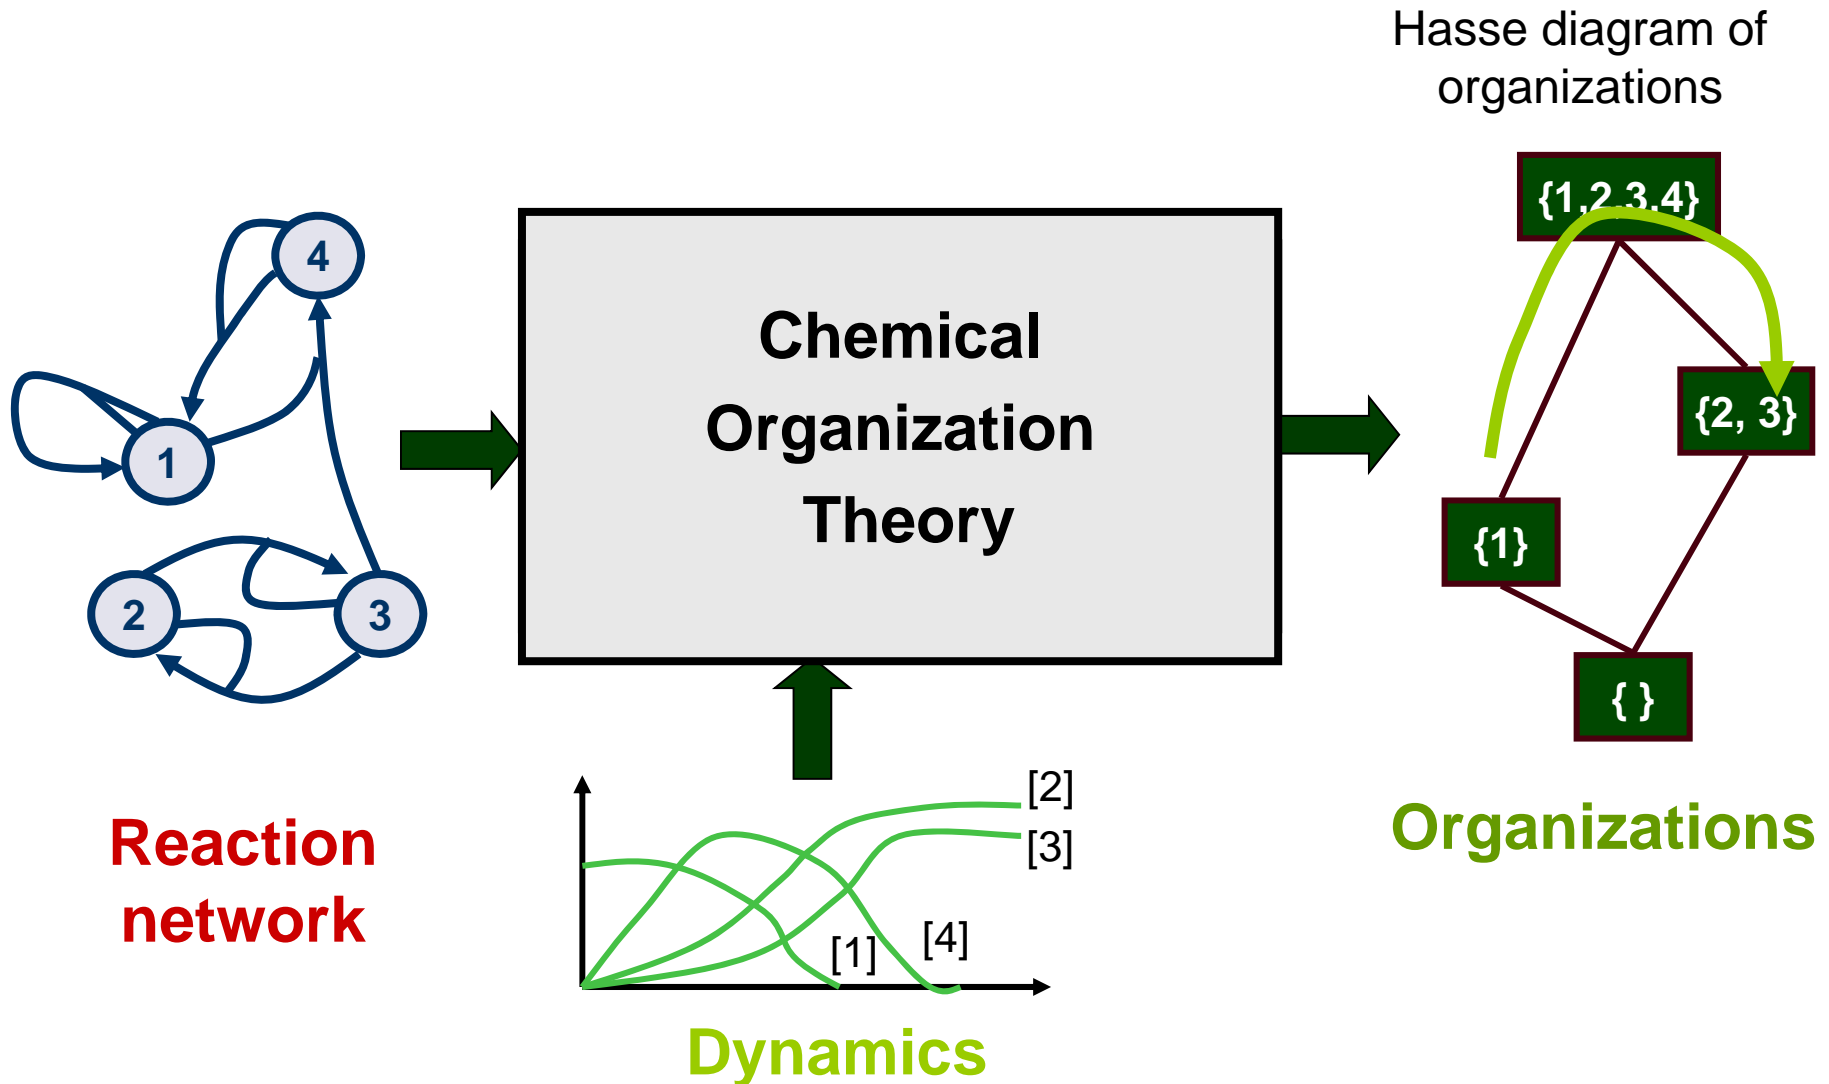 Hasse diagram of
organizations
{1,2,3,4}
4
Chemical
Organization
Theory
{2, 3}
1
{1}
2
3
{ }
[2]
[3]
Reaction
network
[1]
[4]
Organizations
Dynamics